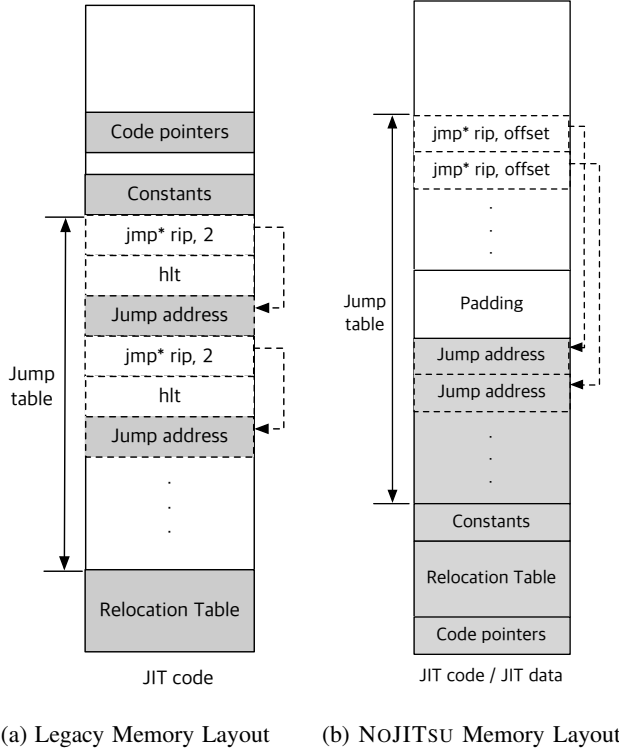 Code pointers
Constants
jmp* rip, 2
hlt
Jump address
jmp* rip, 2
hlt
Jump address
.
.
.
Relocation Table
Jump
table
JIT code
(a) Legacy Memory Layout
jmp* rip, offset
jmp* rip, offset
.
.
.
Padding
Jump address
Jump address
.
.
.
Constants
Relocation Table
Code pointers
Jump
table
JIT code / JIT data
(b) NOJITSU Memory Layout